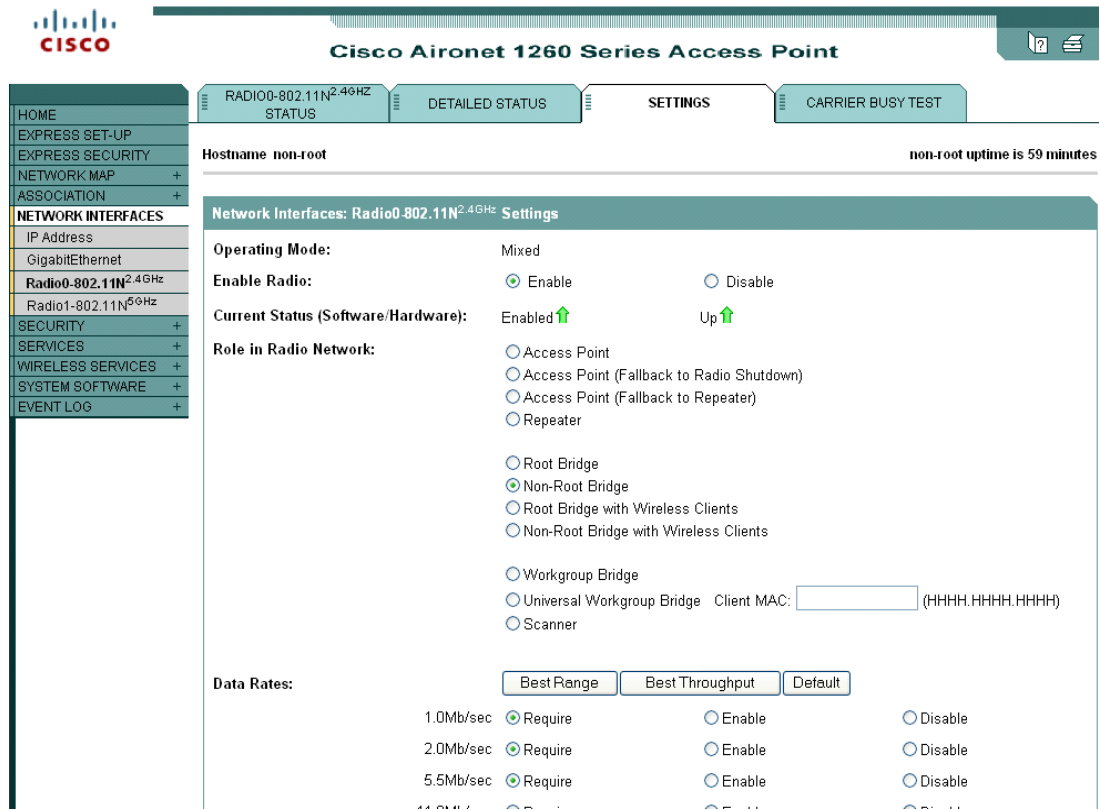 CISCO
Cisco Aironet 1260 Series Access Point
RADIO0-802.11N2.4GHZ
STATUS
DETAILED STATUS
SETTINGS
CARRIER BUSY TEST
HOME
EXPRESS SET-UP
EXPRESS SECURITY
NETWORK MAP +
ASSOCIATION +
NETWORK INTERFACES
IP Address
GigabitEthernet
Radio0-802.11N2.4GHz
Radio1-802.11N5GHz
SECURITY +
SERVICES +
WIRELESS SERVICES +
SYSTEM SOFTWARE +
EVENT LOG +
Hostname non-root
non-root uptime is 59 minutes
Network Interfaces: Radio0-802.11N2.4GHz Settings
Operating Mode: Mixed
Enable Radio: Enable Disable
Current Status (Software/Hardware): Enabled Up
Role in Radio Network: Access Point
Access Point (Fallback to Radio Shutdown)
Access Point (Fallback to Repeater)
Repeater
Root Bridge
Non-Root Bridge
Root Bridge with Wireless Clients
Non-Root Bridge with Wireless Clients
Workgroup Bridge
Universal Workgroup Bridge Client MAC: (HHHH.HHHH.HHHH)
Scanner
Data Rates: Best Range Best Throughput Default
1.0Mb/sec Require Enable Disable
2.0Mb/sec Require Enable Disable
5.5Mb/sec Require Enable Disable